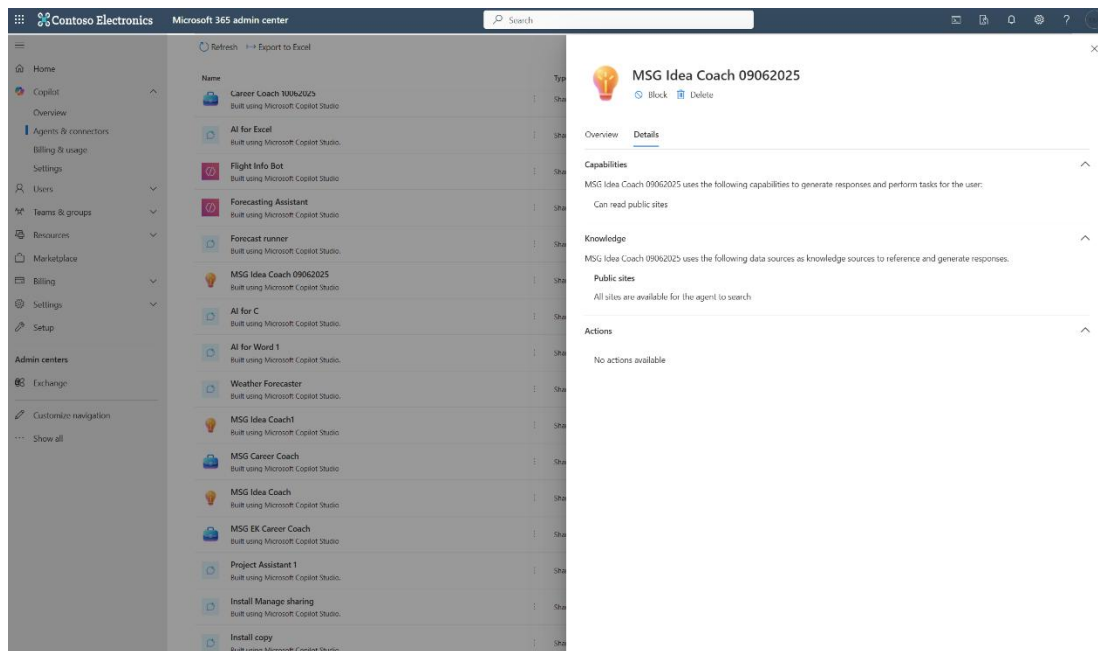 Contoso Electronics
Microsoft 365 admin center
Search
?
Home
Copilot
Overview
Agents & connectors
Billing & usage
Settings
Users
Teams & groups
Resources
Marketplace
Billing
Settings
Setup
Admin centers
Exchange
Customize navigation
Show all
Refresh
Export to Excel
Name
Career Coach 10062025
Built using Microsoft Copilot Studio
AI for Excel
Built using Microsoft Copilot Studio.
Flight Info Bot
Built using Microsoft Copilot Studio.
Forecasting Assistant
Built using Microsoft Copilot Studio.
Forecast runner
Built using Microsoft Copilot Studio.
MSG Idea Coach 09062025
Built using Microsoft Copilot Studio
AI for C
Built using Microsoft Copilot Studio.
AI for Word 1
Built using Microsoft Copilot Studio.
Weather Forecaster
Built using Microsoft Copilot Studio.
MSG Idea Coach1
Built using Microsoft Copilot Studio
MSG Career Coach
Built using Microsoft Copilot Studio
MSG Idea Coach
Built using Microsoft Copilot Studio
MSG EK Career Coach
Built using Microsoft Copilot Studio
Project Assistant 1
Built using Microsoft Copilot Studio.
Install Manage sharing
Built using Microsoft Copilot Studio.
Install copy
Built using Microsoft Copilot Studio.
MSG Idea Coach 09062025
Block
Delete
Overview
Details
Capabilities
MSG Idea Coach 09062025 uses the following capabilities to generate responses and perform tasks for the user:
Can read public sites
Knowledge
MSG Idea Coach 09062025 uses the following data sources as knowledge sources to reference and generate responses.
Public sites
All sites are available for the agent to search
Actions
No actions available